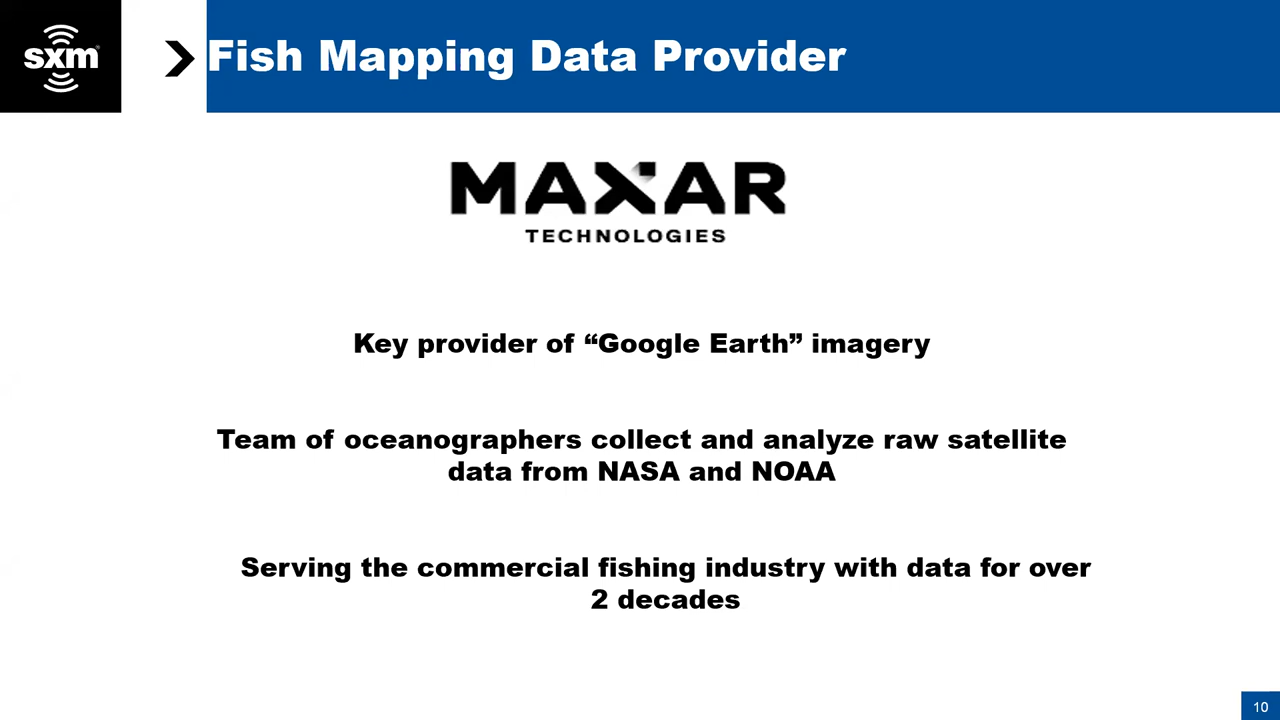 sxm
Fish Mapping Data Provider
MAXAR
TECHNOLOGIES
Key provider of “Google Earth” imagery
Team of oceanographers collect and analyze raw satellite
data from NASA and NOAA
Serving the commercial fishing industry with data for over
2 decades
10